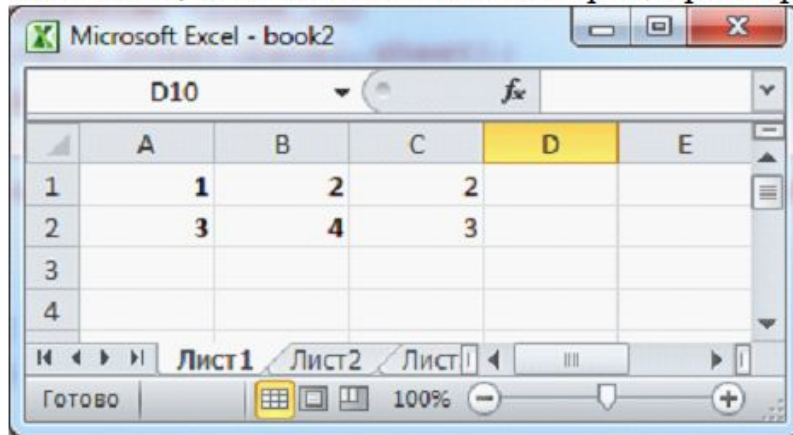 Microsoft Excel - book2
D10 fx
A B C D E
1 1 2 2
2 3 4 3
3
4
Лист1 Лист2 Лист
Готово 100%